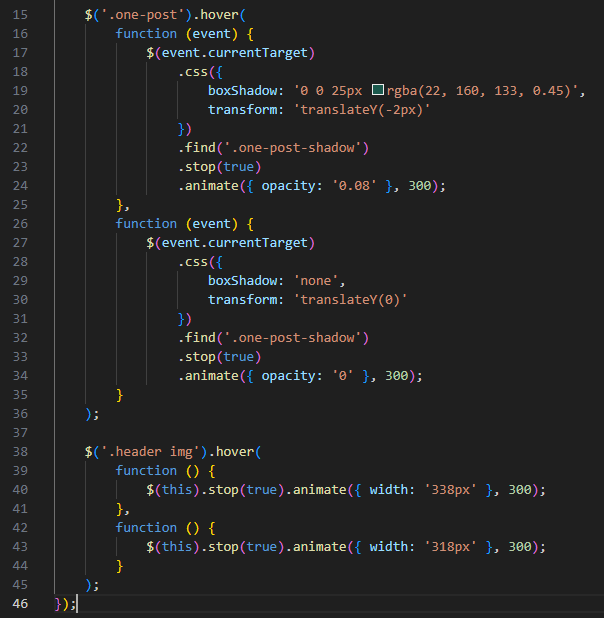 15 $('.one-post').hover(
16 function (event) {
17 $(event.currentTarget)
18 .css({
19 boxShadow: '0 0 25px rgba(22, 160, 133, 0.45)',
20 transform: 'translateY(-2px)'
21 })
22 .find('.one-post-shadow')
23 .stop(true)
24 .animate({ opacity: '0.08' }, 300);
25 },
26 function (event) {
27 $(event.currentTarget)
28 .css({
29 boxShadow: 'none',
30 transform: 'translateY(0)'
31 })
32 .find('.one-post-shadow')
33 .stop(true)
34 .animate({ opacity: '0' }, 300);
35 }
36 );
37
38 $('.header img').hover(
39 function () {
40 $(this).stop(true).animate({ width: '338px' }, 300);
41 },
42 function () {
43 $(this).stop(true).animate({ width: '318px' }, 300);
44 }
45 );
46 });